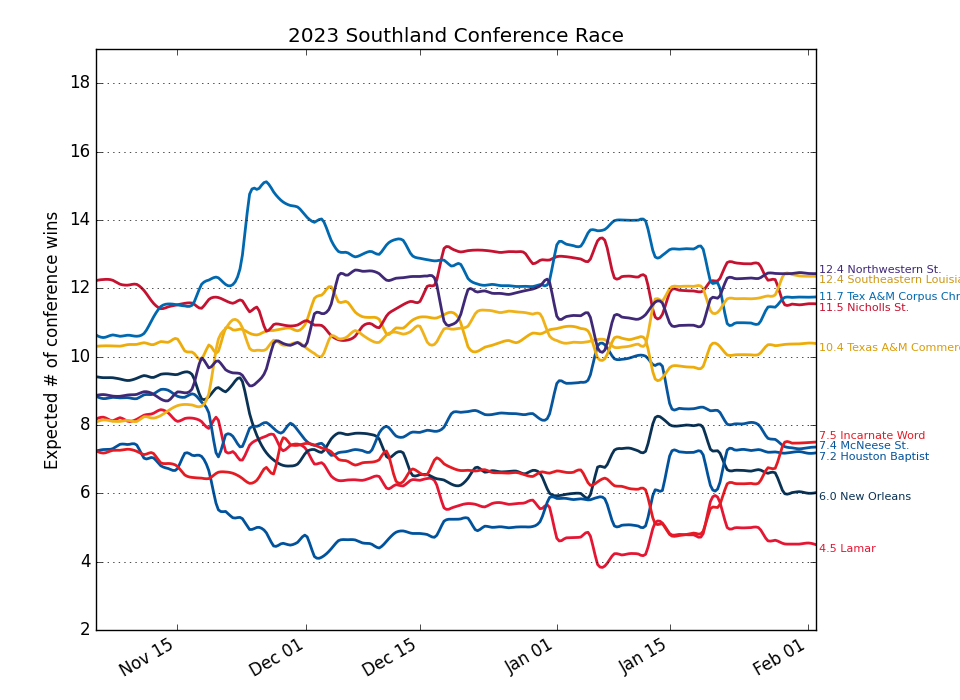 2023 Southland Conference Race
Expected # of conference wins
18
16
14
12
10
8
6
4
2
Nov 15
Dec 01
Dec 15
Jan 01
Jan 15
Feb 01
12.4 Northwestern St.
12.4 Southeastern Louisia
11.7 Tex A&M Corpus Chr
11.5 Nicholls St.
10.4 Texas A&M Commerc
7.5 Incarnate Word
7.4 McNeese St.
7.2 Houston Baptist
6.0 New Orleans
4.5 Lamar